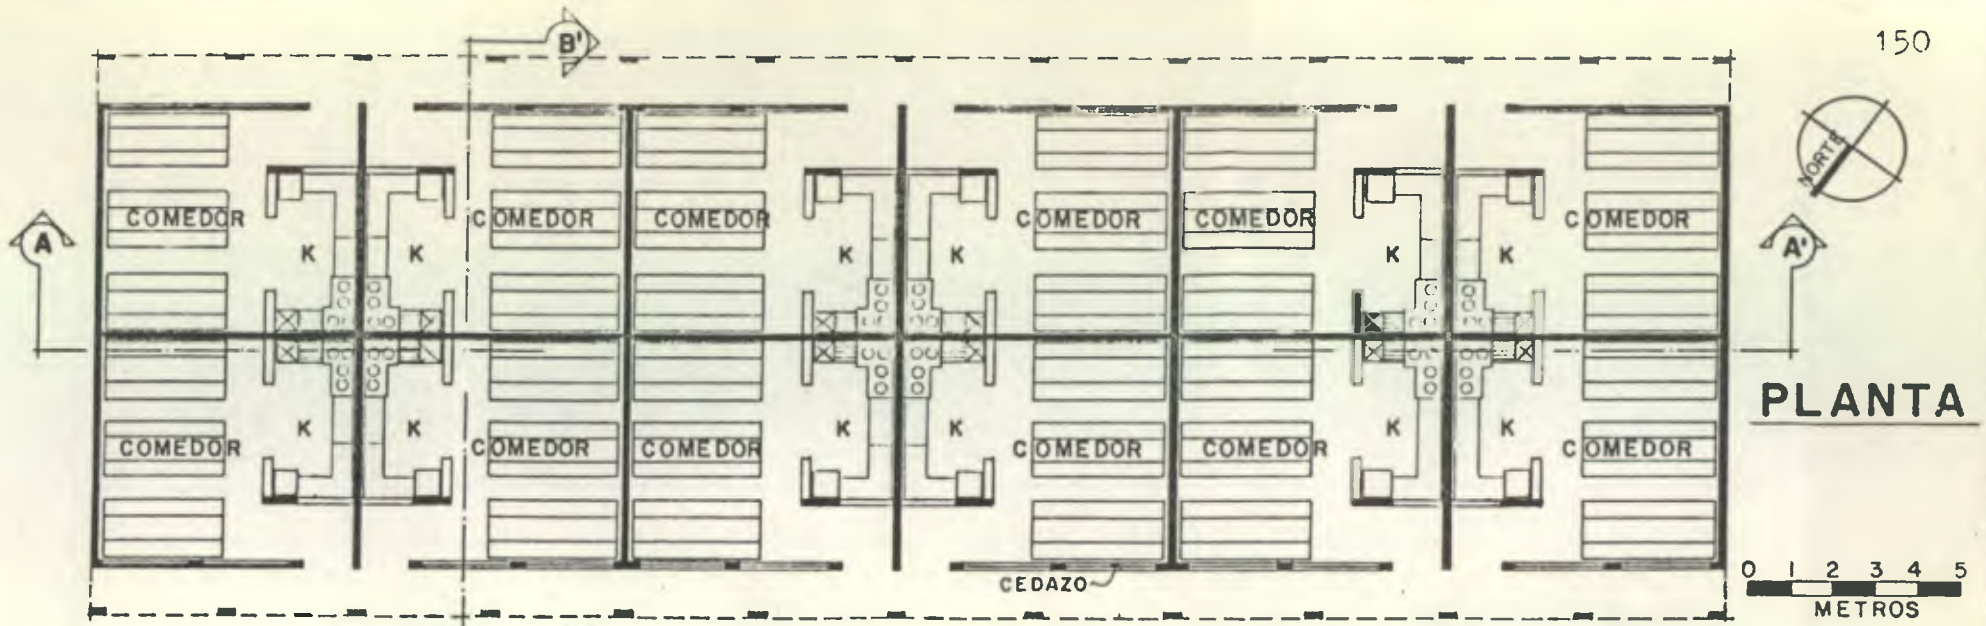 150
B'
NORTE
COMEDOR COMEDOR COMEDOR COMEDOR COMEDOR COMEDOR
A K K K K K K A'
PLANTA
K K K K K K
COMEDOR COMEDOR COMEDOR COMEDOR COMEDOR COMEDOR
CEDAZO
0 1 2 3 4 5
METROS